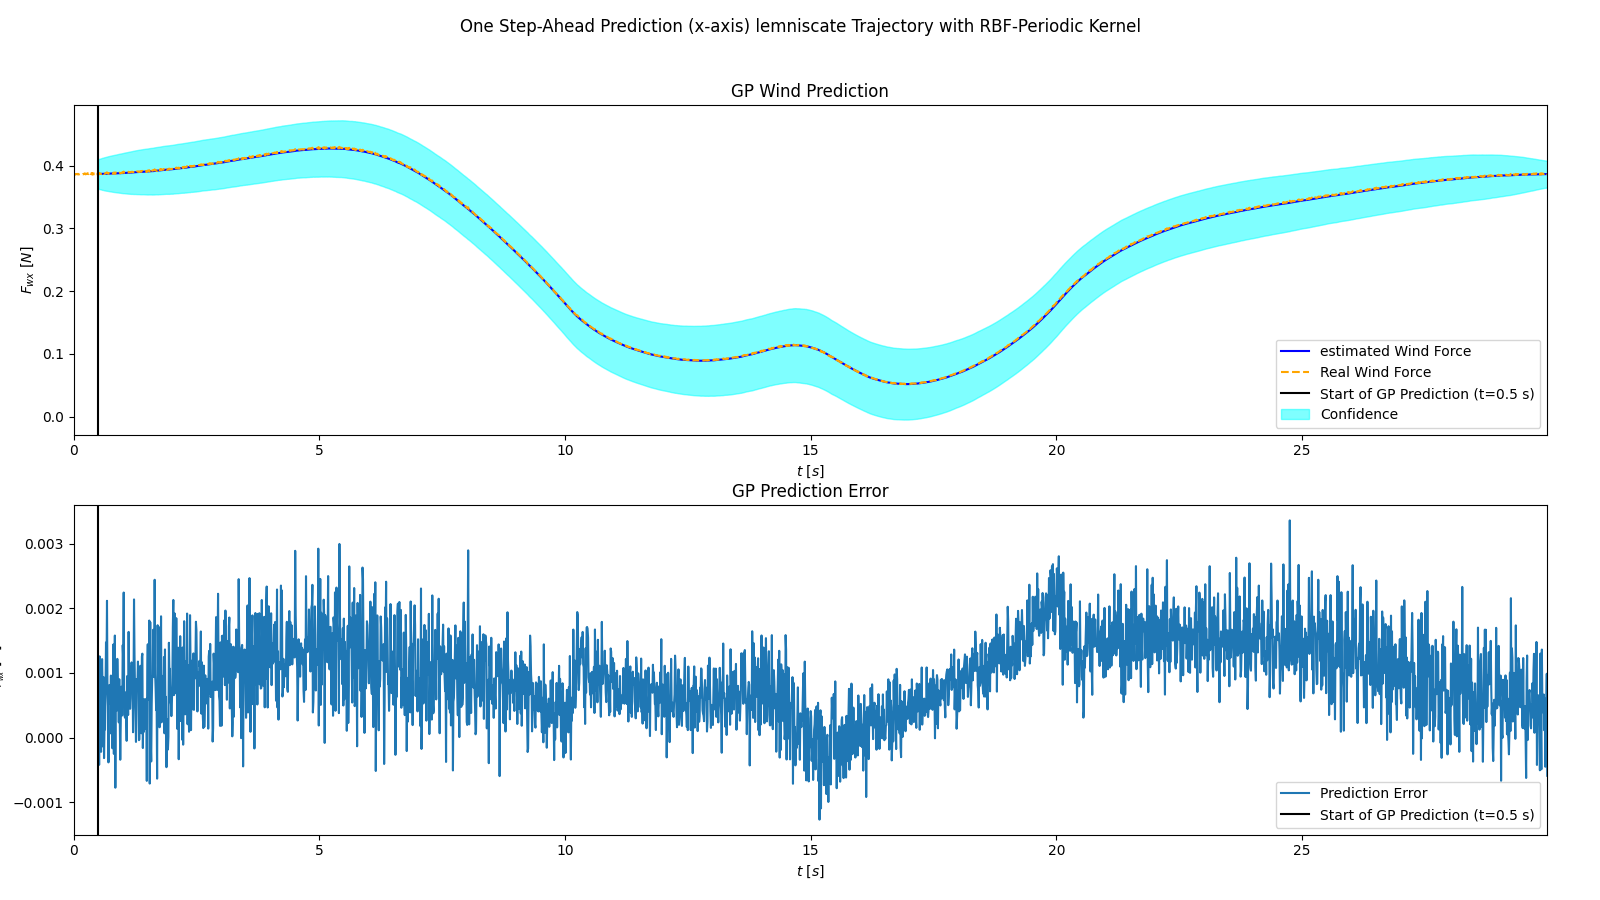 One Step-Ahead Prediction (x-axis) lemniscate Trajectory with RBF-Periodic Kernel
GP Wind Prediction
0.4
0.3
0.2
0.1
0.0
F_wx [N]
estimated Wind Force
Real Wind Force
Start of GP Prediction (t=0.5 s)
Confidence
0 5 10 15 20 25
t [s]
GP Prediction Error
0.003
0.002
0.001
0.000
−0.001
Prediction Error
Start of GP Prediction (t=0.5 s)
0 5 10 15 20 25
t [s]